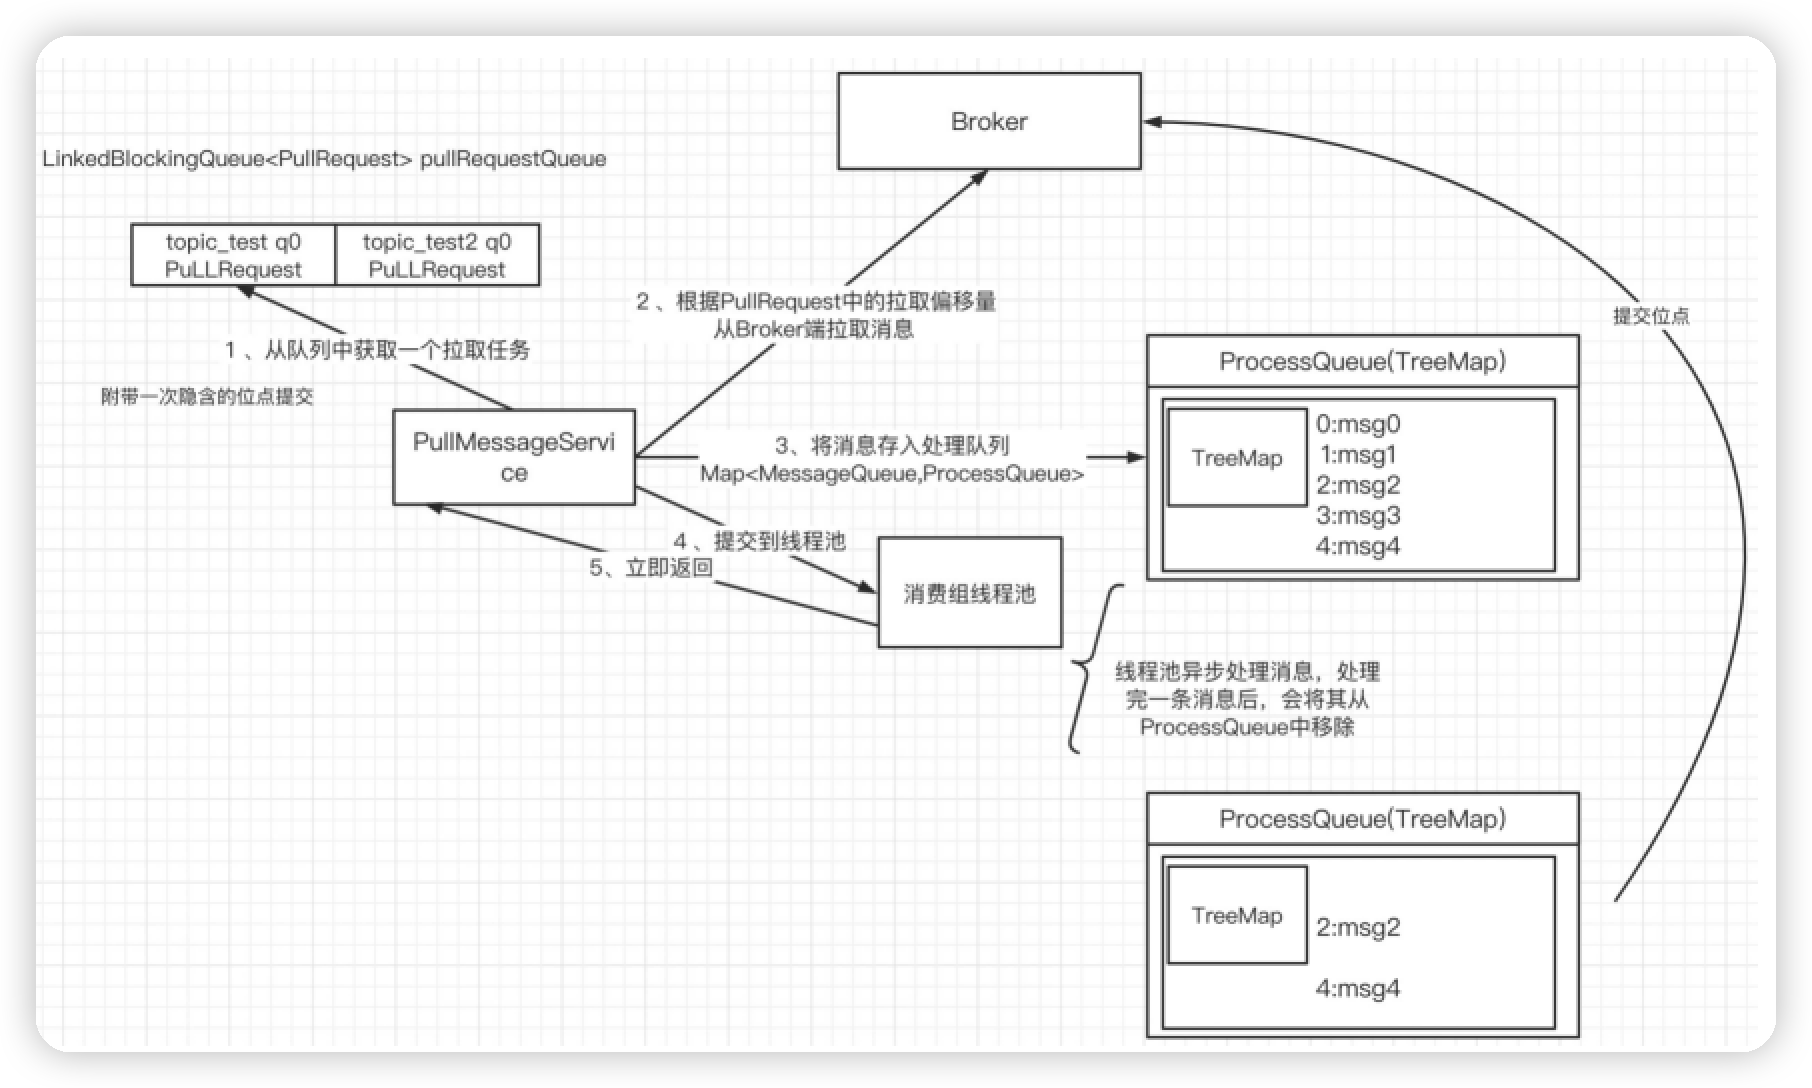 Broker
LinkedBlockingQueue<PullRequest> pullRequestQueue
topic_test q0
PuLLRequest
topic_test2 q0
PuLLRequest
2 、根据PullRequest中的拉取偏移量
从Broker端拉取消息
提交位点
1 、从队列中获取一个拉取任务
附带一次隐含的位点提交
PullMessageServi
ce
3、将消息存入处理队列
Map<MessageQueue,ProcessQueue>
ProcessQueue(TreeMap)
TreeMap
0:msg0
1:msg1
2:msg2
3:msg3
4:msg4
4 、提交到线程池
5、立即返回
消费组线程池
线程池异步处理消息，处理
完一条消息后，会将其从
ProcessQueue中移除
ProcessQueue(TreeMap)
TreeMap
2:msg2
4:msg4